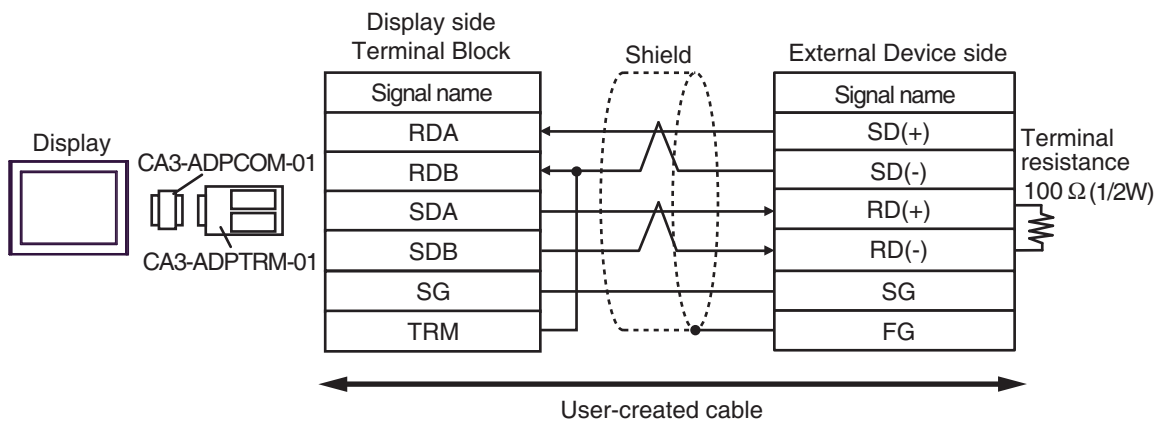 Display side
Terminal Block
Shield
External Device side
Signal name
Signal name
RDA
SD(+)
Terminal
resistance
100 Ω (1/2W)
Display
CA3-ADPCOM-01
RDB
SD(-)
SDA
RD(+)
CA3-ADPTRM-01
SDB
RD(-)
SG
SG
TRM
FG
User-created cable